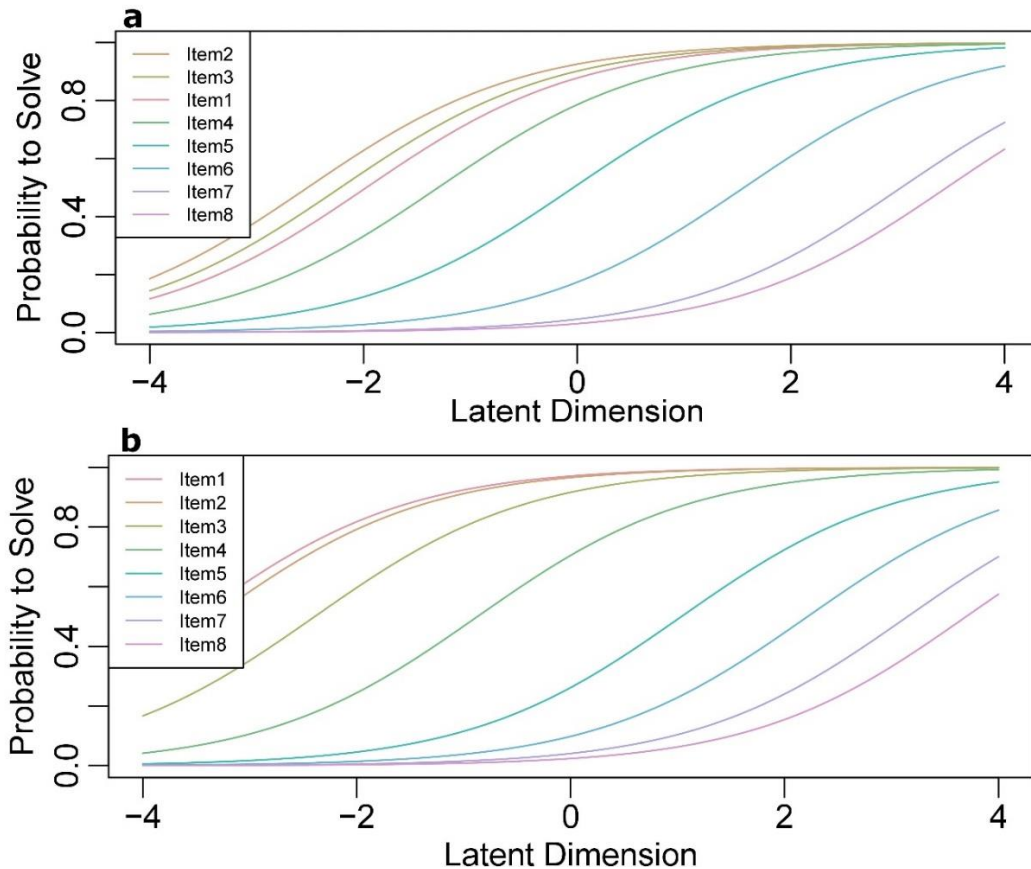 a
Item2
Item3
Item1
Item4
Item5
Item6
Item7
Item8
Probability to Solve
0.8
0.4
0.0
−4 −2 0 2 4
Latent Dimension
b
Item1
Item2
Item3
Item4
Item5
Item6
Item7
Item8
Probability to Solve
0.8
0.4
0.0
−4 −2 0 2 4
Latent Dimension